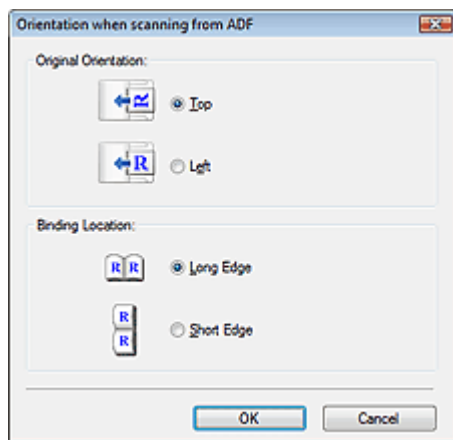 Orientation when scanning from ADF
Original Orientation:
R
Top
R
Left
Binding Location:
R R
Long Edge
R
R
Short Edge
OK Cancel